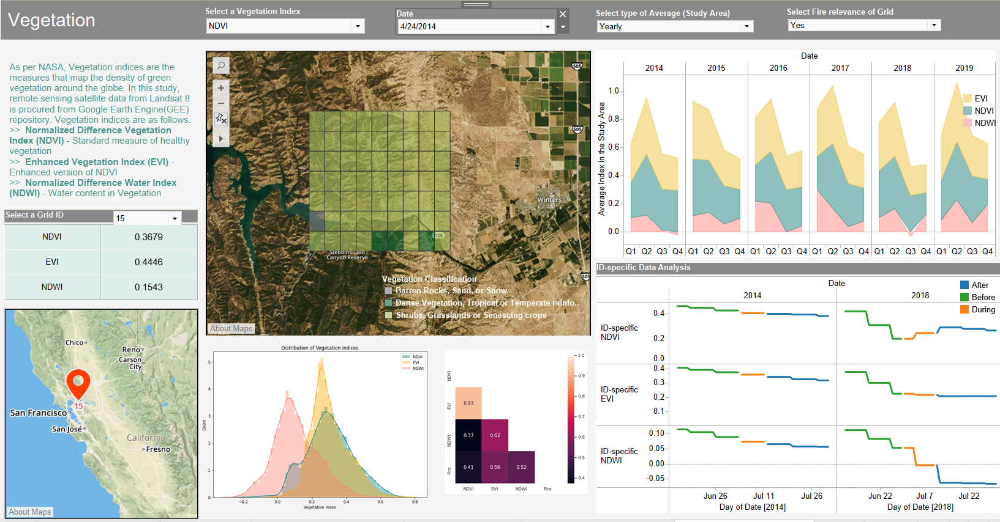 Vegetation
Select a Vegetation Index
NDVI
Date
4/24/2014
Select type of Average (Study Area)
Yearly
Select Fire relevance of Grid
Yes
As per NASA, Vegetation indices are the
measures that map the density of green
vegetation around the globe. In this study,
remote sensing satellite data from Landsat 8
is procured from Google Earth Engine(GEE)
repository. Vegetation indices are as follows.
>> Normalized Difference Vegetation
Index (NDVI) - Standard measure of healthy
vegetation
>> Enhanced Vegetation Index (EVI) -
Enhanced version of NDVI
>> Normalized Difference Water Index
(NDWI) - Water content in Vegetation
Select a Grid ID
15
NDVI 0.3679
EVI 0.4446
NDWI 0.1543
Chico
Reno
Carson
City
15
San Francisco
San José
California
Fresno
About Maps
505
505
505
Winters
128
Stebbins Cold
Canyon Reserve
Vegetation Classification
Barren Rocks, Sand, or Snow
Dense Vegetation, Tropical or Temperate rainfo..
Shrubs, Grasslands or Senescing crops
About Maps
Distribution of Vegetation indices
NDVI
EVI
NDWI
Count
5
4
3
2
1
0
−0.2 0.0 0.2 0.4 0.6 0.8
Vegetation index
NDVI
EVI
NDWI
Fire
0.93
0.37 0.62
0.41 0.56 0.52
NDVI EVI NDWI Fire
1.0
0.9
0.8
0.7
0.6
0.5
0.4
Date
2014 2015 2016 2017 2018 2019
Average Index in the Study Area
1.0
0.8
0.6
0.4
0.2
0.0
EVI
NDVI
NDWI
Q1 Q2 Q3 Q4 Q1 Q2 Q3 Q4 Q1 Q2 Q3 Q4 Q1 Q2 Q3 Q4 Q1 Q2 Q3 Q4 Q1 Q2 Q3 Q4
ID-specific Data Analysis
Date
2014 2018
After
Before
During
ID-specific
NDVI
0.4
0.2
0.0
ID-specific
EVI
0.4
0.3
0.2
0.1
ID-specific
NDWI
0.10
0.05
0.00
-0.05
Jun 26 Jul 11 Jul 26 Jun 22 Jul 7 Jul 22
Day of Date [2014] Day of Date [2018]